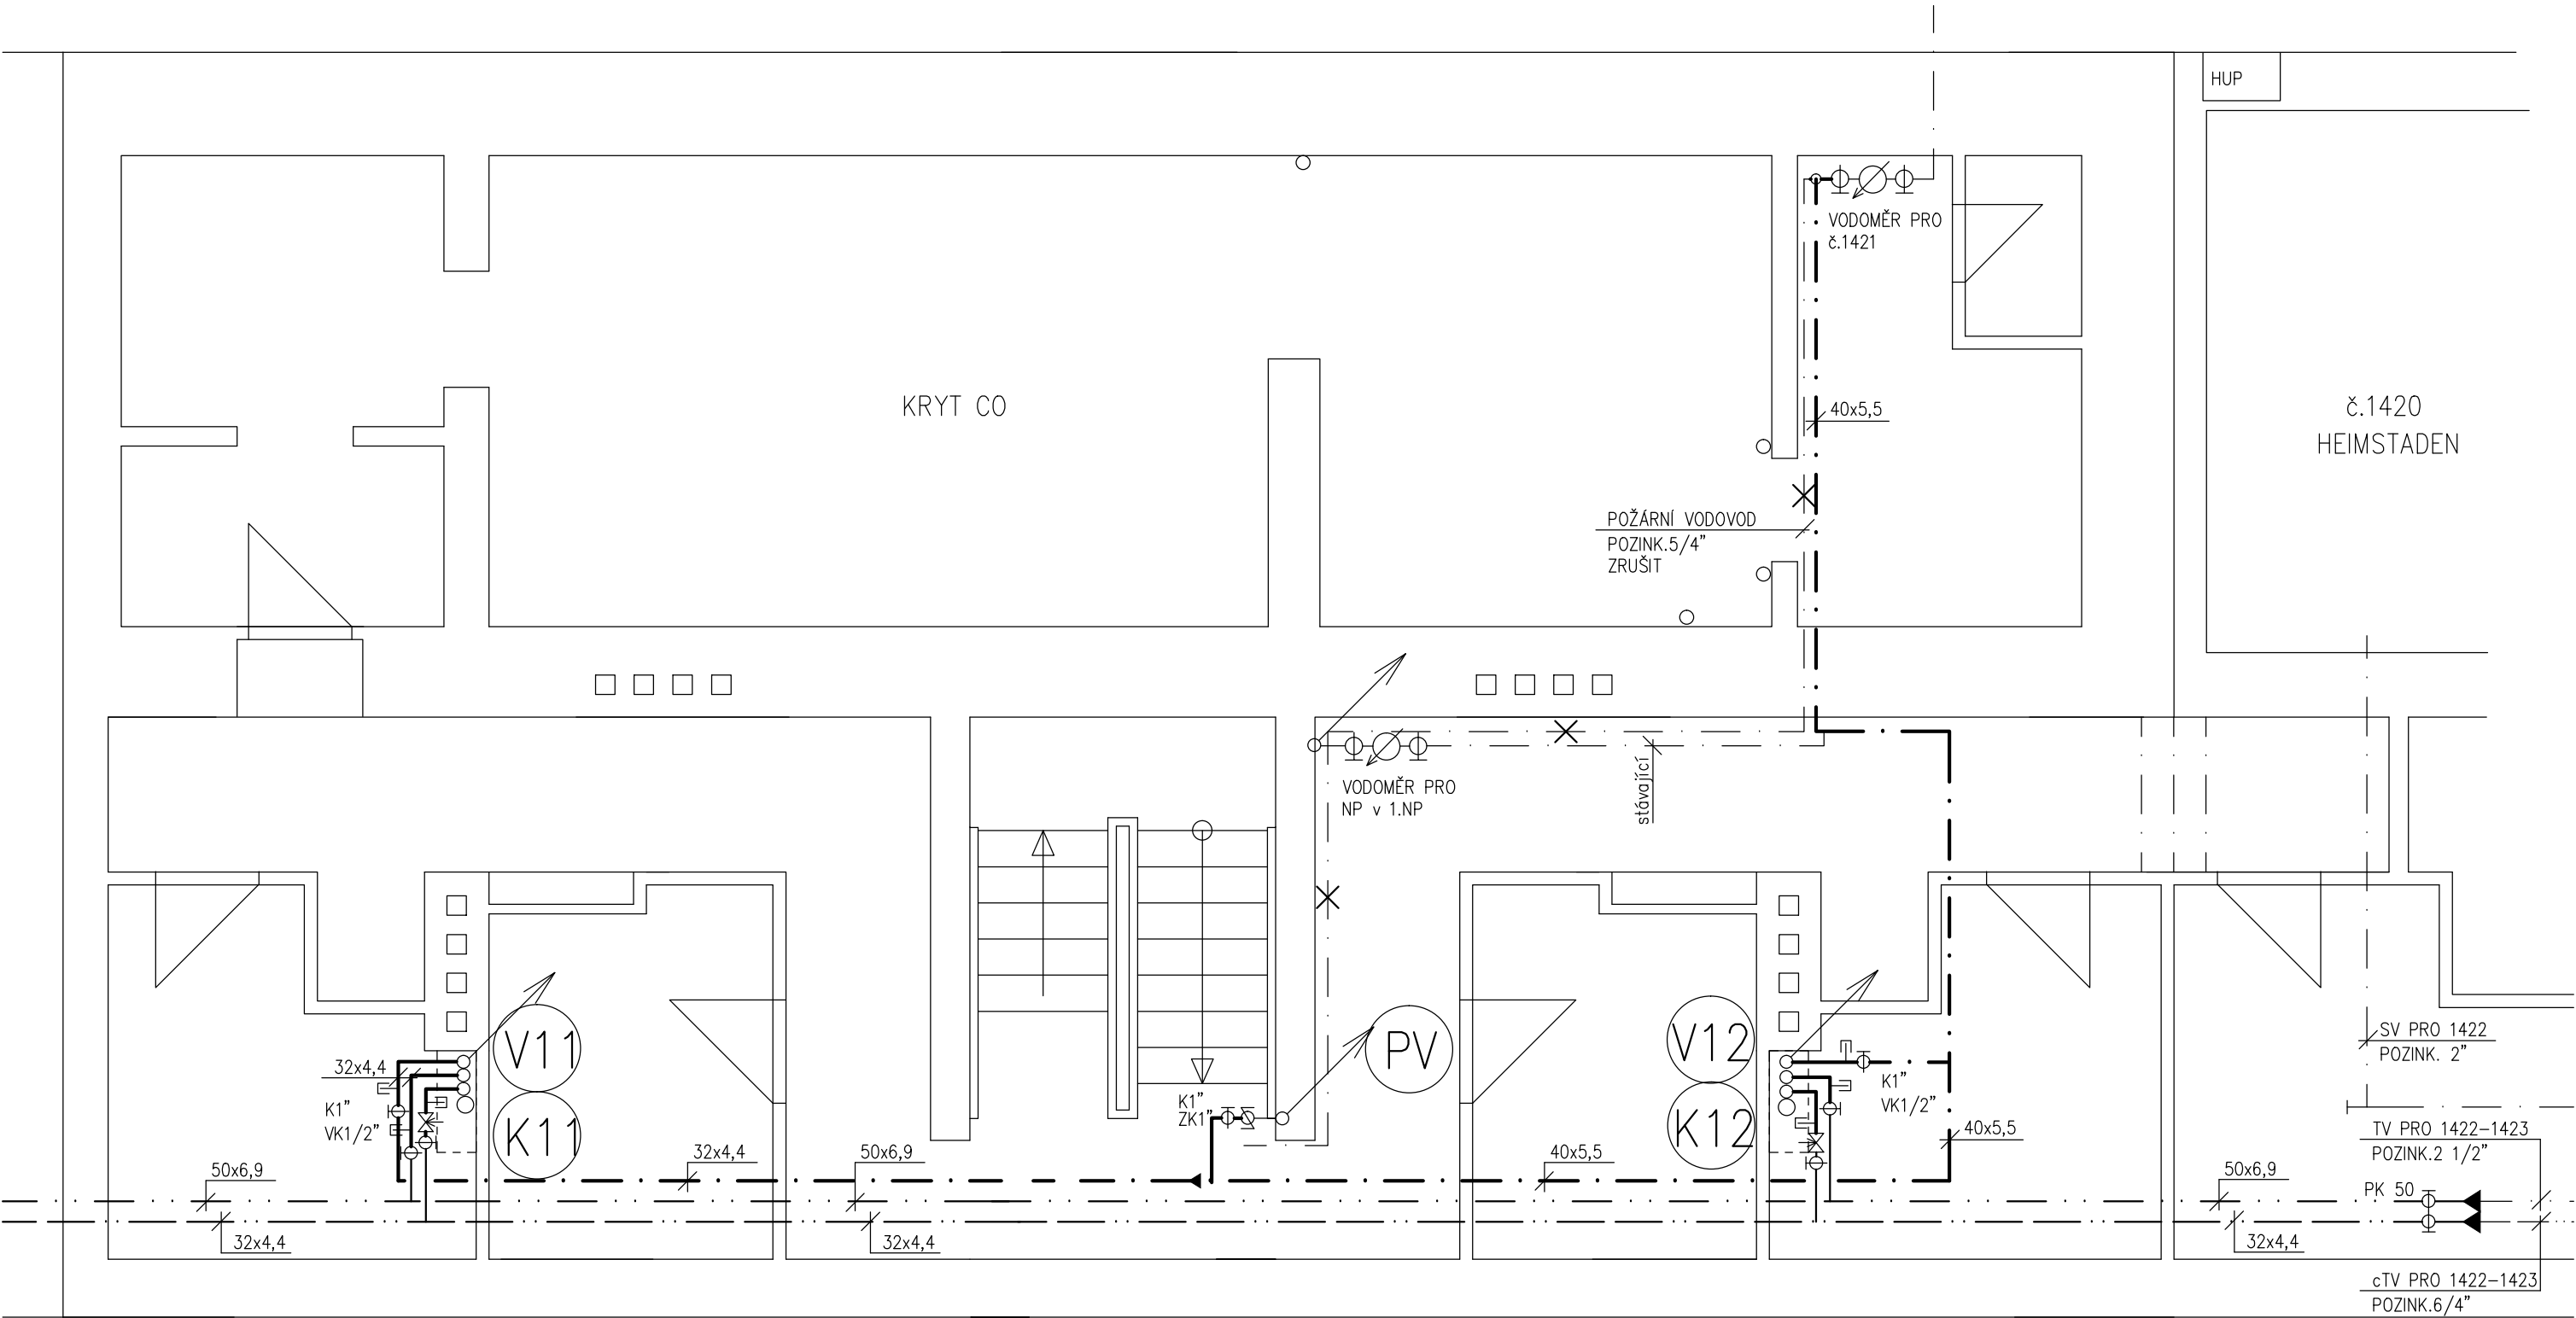 HUP
VODOMĚR PRO
č.1421
KRYT CO
40x5,5
č.1420
HEIMSTADEN
POŽÁRNÍ VODOVOD
POZINK.5/4”
ZRUŠIT
VODOMĚR PRO
NP v 1.NP
stávající
V11
K11
PV
V12
K12
SV PRO 1422
POZINK. 2”
32x4,4
K1”
VK1/2”
K1”
ZK1”
K1”
VK1/2”
40x5,5
TV PRO 1422-1423
POZINK.2 1/2”
50x6,9
32x4,4
50x6,9
40x5,5
50x6,9
PK 50
32x4,4
32x4,4
32x4,4
cTV PRO 1422-1423
POZINK.6/4”